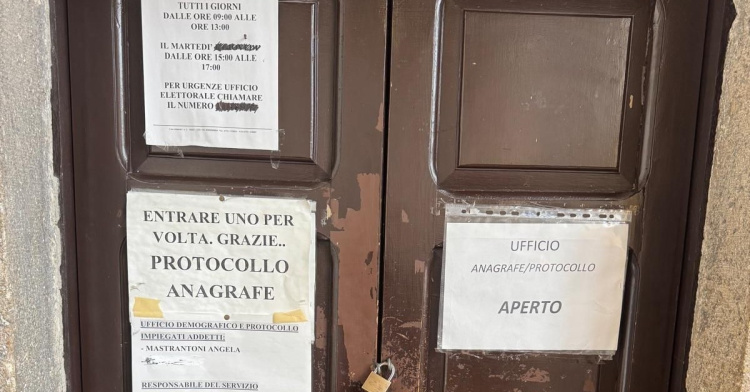 TUTTI I GIORNI
DALLE ORE 09:00 ALLE
ORE 13:00
IL MARTEDI'
DALLE ORE 15:00 ALLE
17:00
PER URGENZE UFFICIO
ELETTORALE CHIAMARE
IL NUMERO
ENTRARE UNO PER
VOLTA. GRAZIE..
PROTOCOLLO
ANAGRAFE
UFFICIO DEMOGRAFICO E PROTOCOLLO
IMPIEGATI ADDETTI:
- MASTRANTONI ANGELA
RESPONSABILE DEL SERVIZIO
UFFICIO
ANAGRAFE/PROTOCOLLO
APERTO